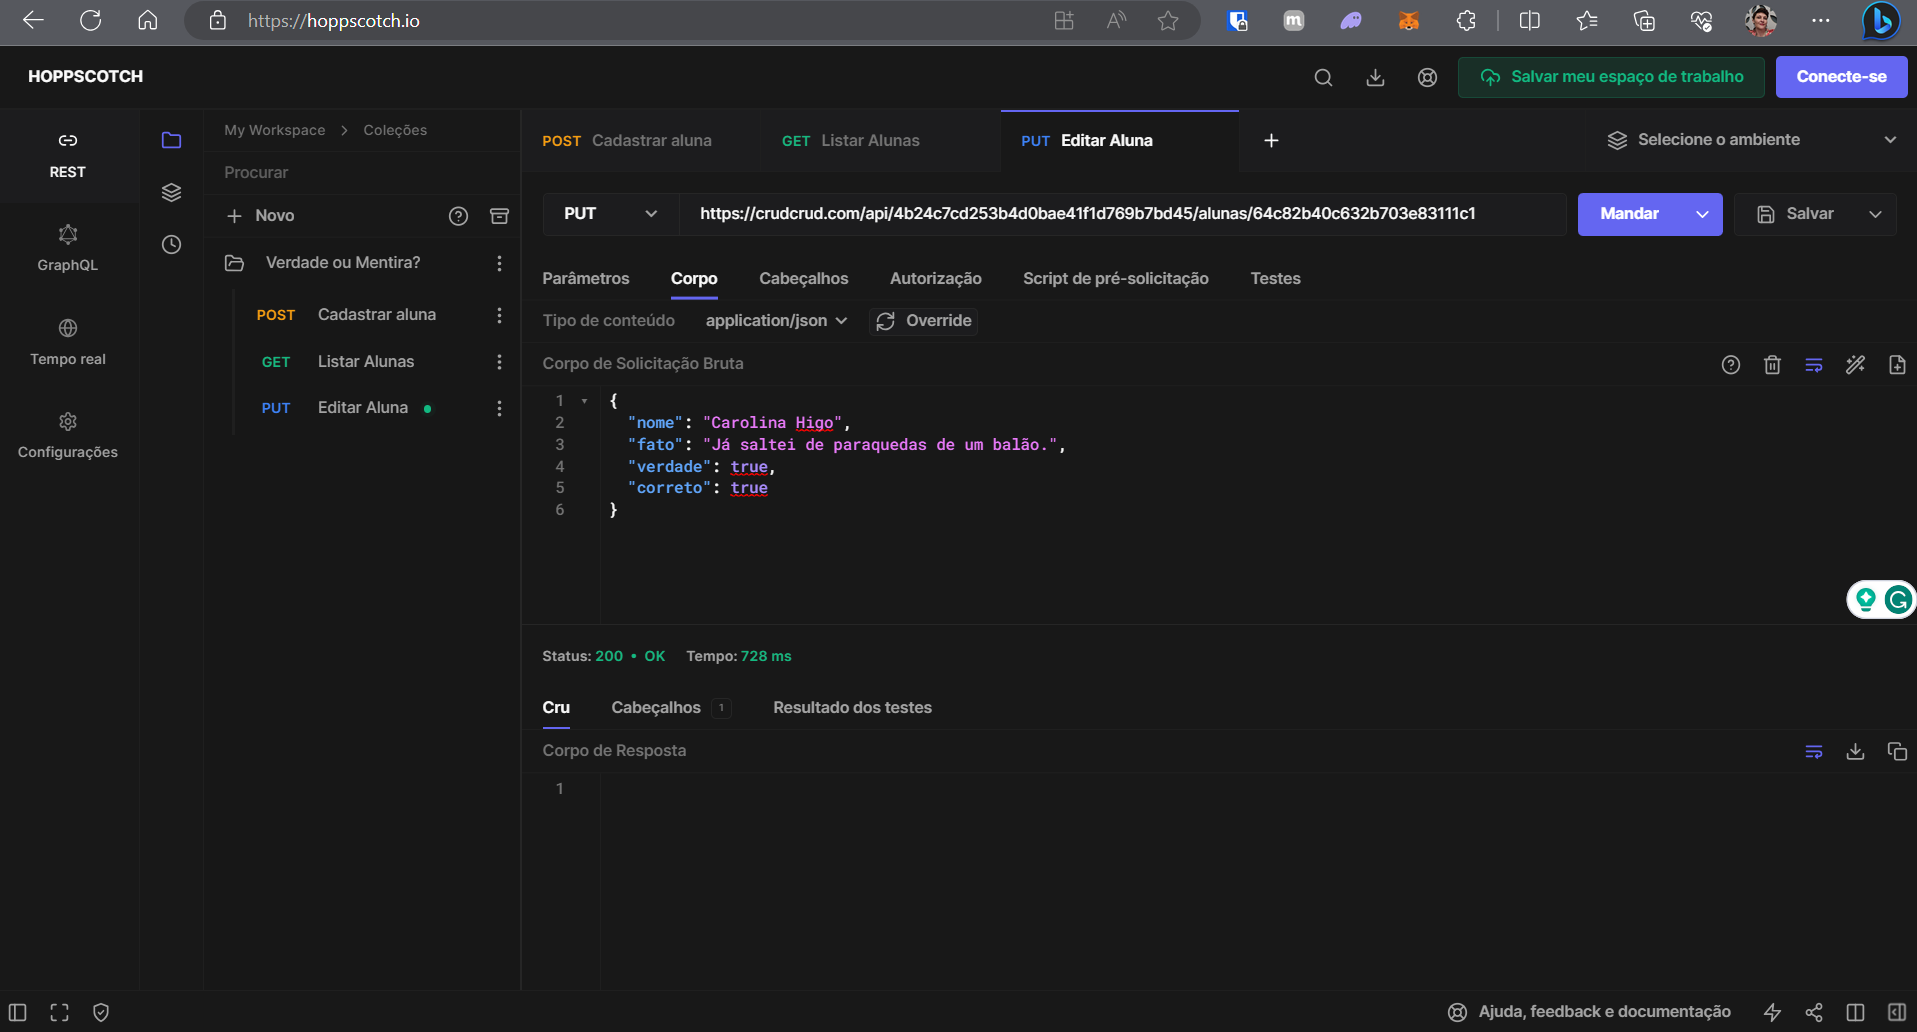 https://hoppscotch.io
HOPPSCOTCH
Salvar meu espaço de trabalho
Conecte-se
REST
GraphQL
Tempo real
Configurações
My Workspace > Coleções
Procurar
+ Novo
Verdade ou Mentira?
POST Cadastrar aluna
GET Listar Alunas
PUT Editar Aluna
POST Cadastrar aluna
GET Listar Alunas
PUT Editar Aluna
Selecione o ambiente
PUT
https://crudcrud.com/api/4b24c7cd253b4d0bae41f1d769b7bd45/alunas/64c82b40c632b703e83111c1
Mandar
Salvar
Parâmetros Corpo Cabeçalhos Autorização Script de pré-solicitação Testes
Tipo de conteúdo application/json Override
Corpo de Solicitação Bruta
1 {
2 "nome": "Carolina Higo",
3 "fato": "Já saltei de paraquedas de um balão.",
4 "verdade": true,
5 "correto": true
6 }
Status: 200 • OK Tempo: 728 ms
Cru Cabeçalhos 1 Resultado dos testes
Corpo de Resposta
1
Ajuda, feedback e documentação